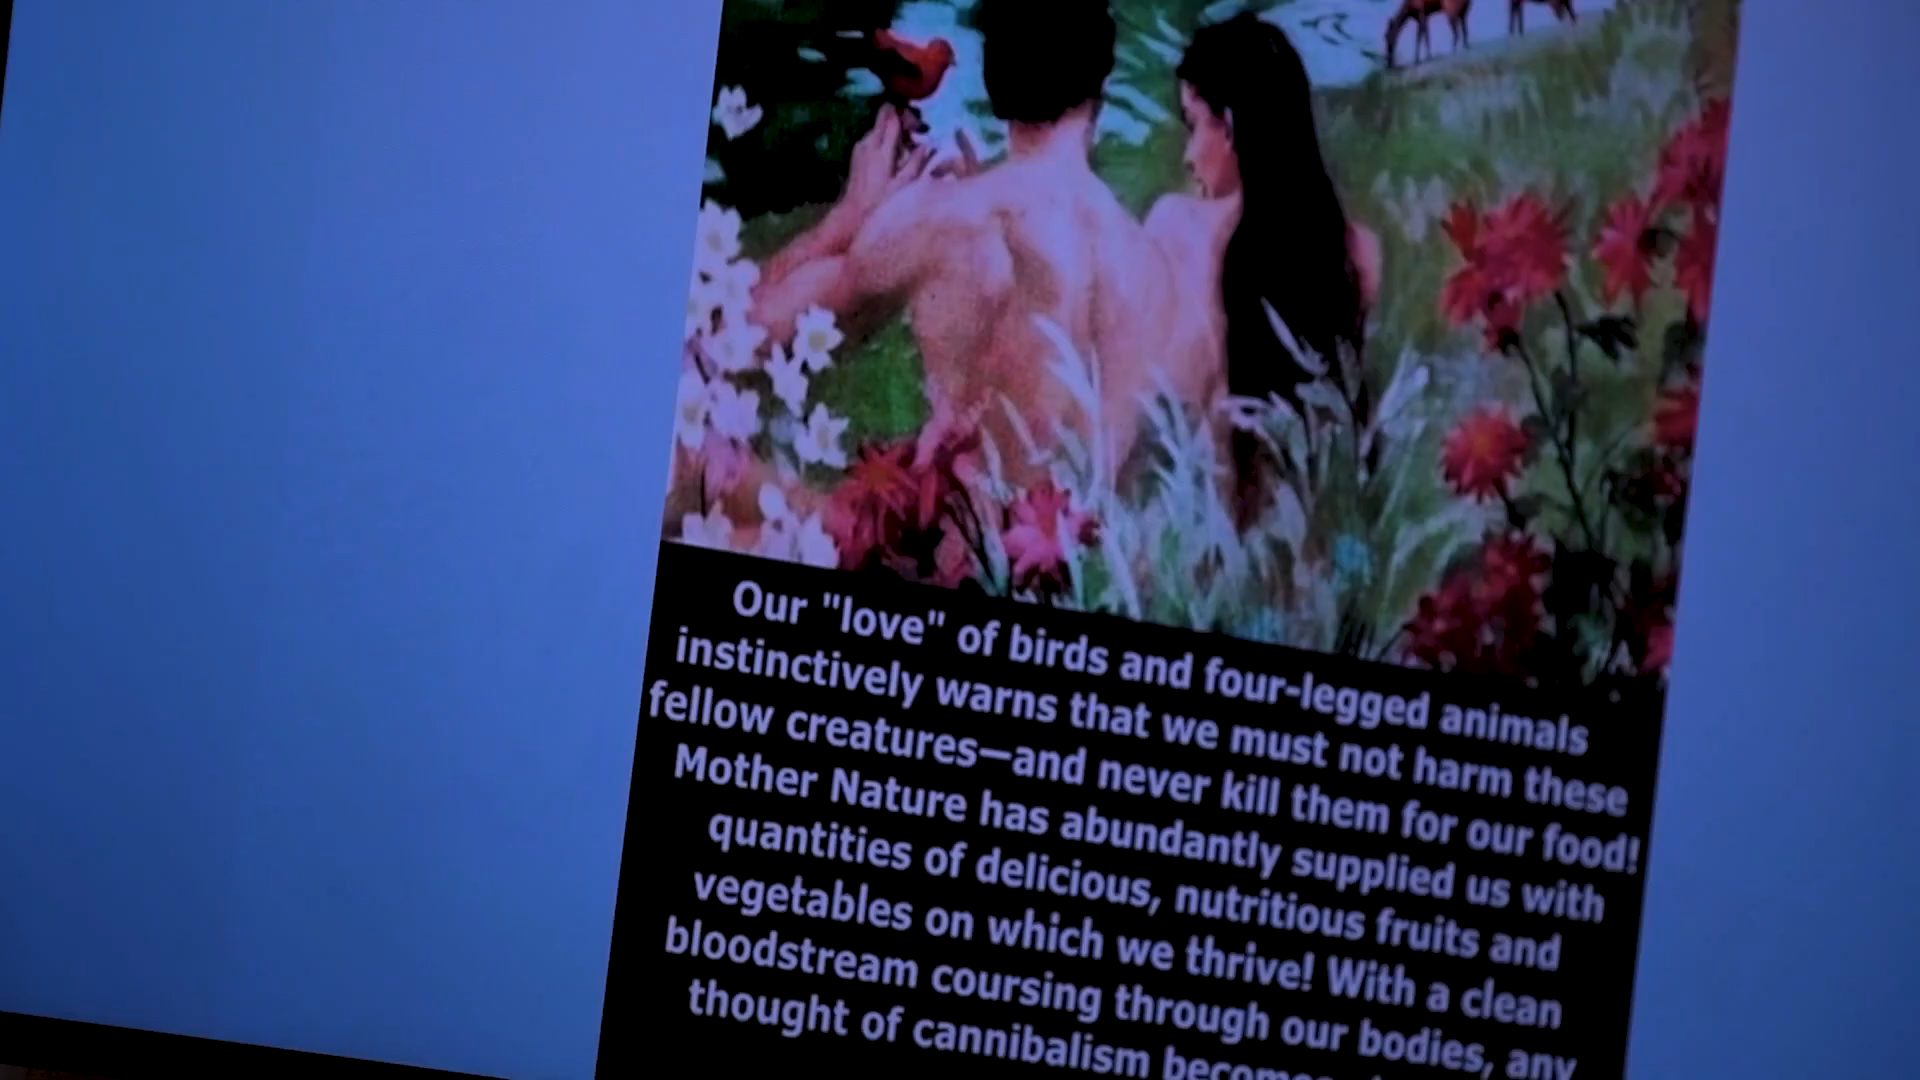 Our "love" of birds and four-legged animals
instinctively warns that we must not harm these
fellow creatures—and never kill them for our food!
Mother Nature has abundantly supplied us with
quantities of delicious, nutritious fruits and
vegetables on which we thrive! With a clean
bloodstream coursing through our bodies, any
thought of cannibalism becomes